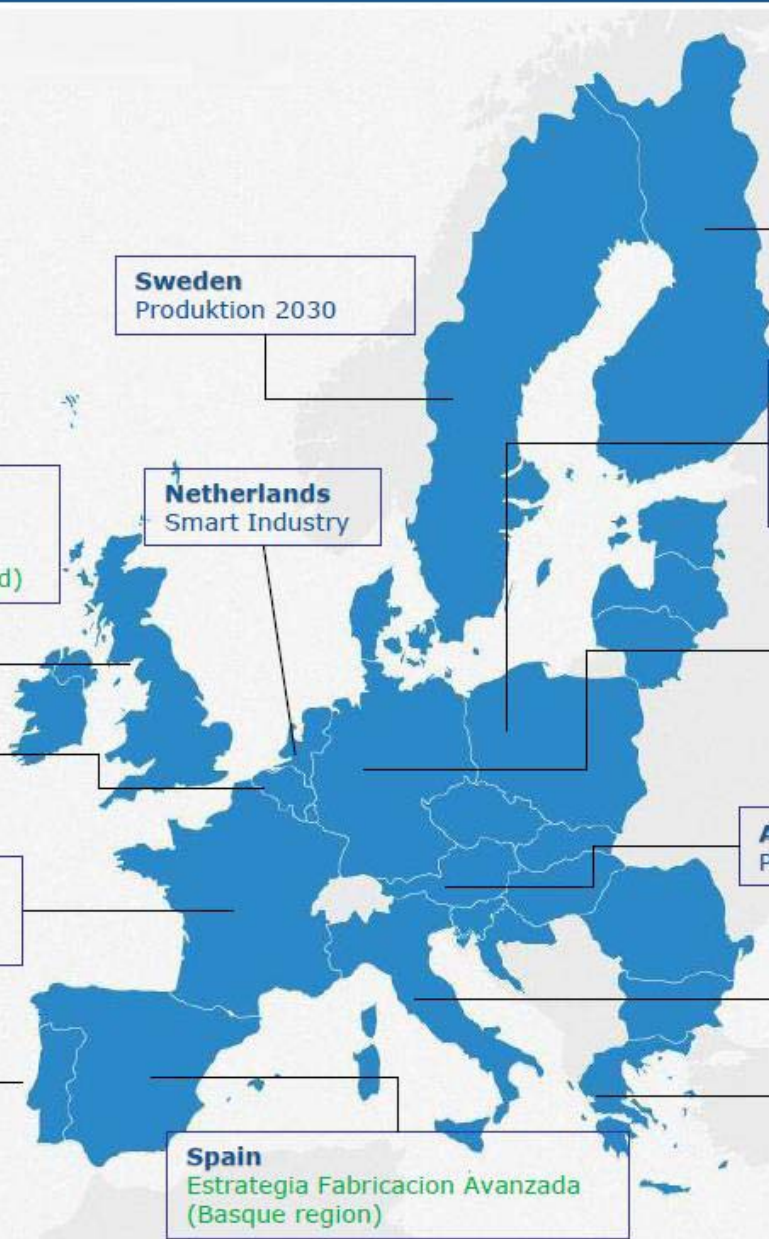 Sweden
Produktion 2030
Netherlands
Smart Industry
d)
A
P
Spain
Estrategia Fabricacion Avanzada
(Basque region)